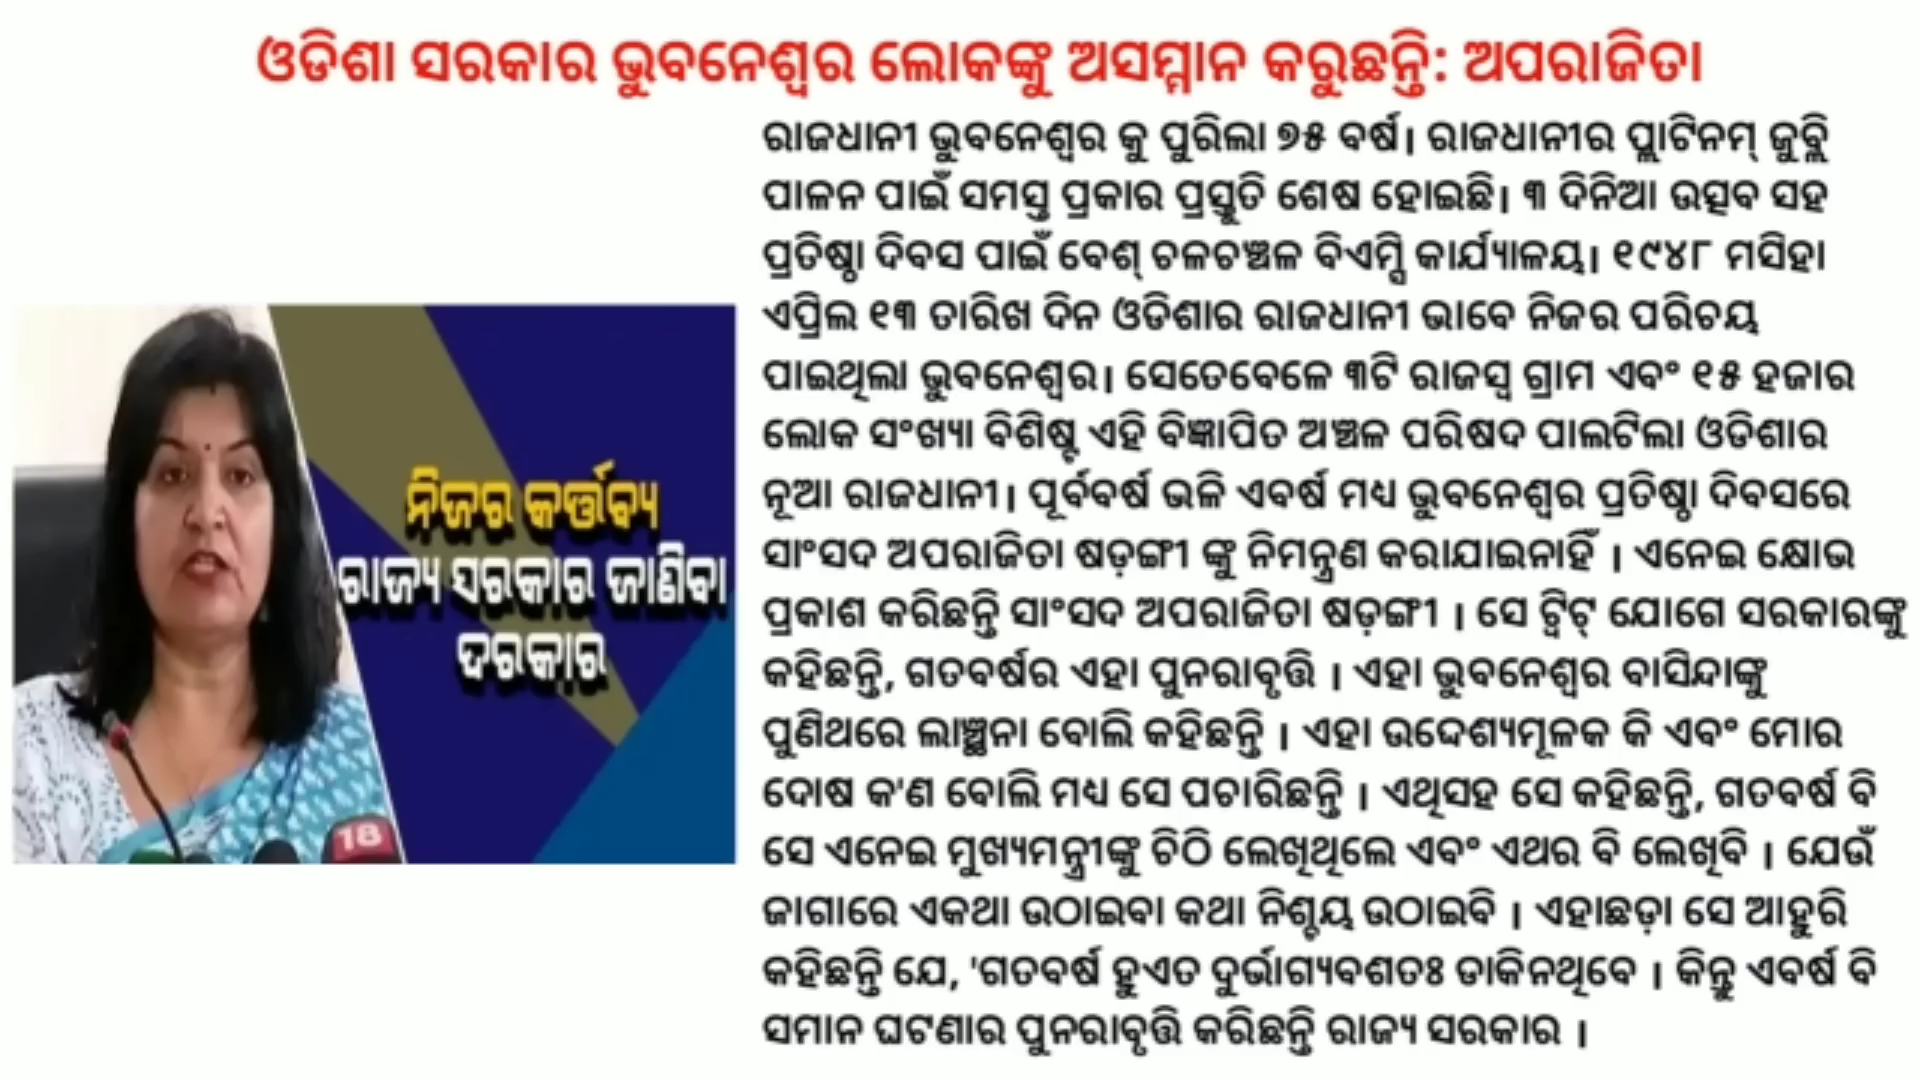 ଓଡିଶା ସରକାର ଭୁବନେଶ୍ୱର ଲୋକଙ୍କୁ ଅସମ୍ମାନ କରୁଛନ୍ତି: ଅପରାଜିତା
ନିଜର କର୍ତ୍ତବ୍ୟ
ରାଜ୍ୟ ସରକାର ଜାଣିବା
ଦରକାର
18
ରାଜଧାନୀ ଭୁବନେଶ୍ୱର କୁ ପୁରିଲା ୭୫ ବର୍ଷ। ରାଜଧାନୀର ପ୍ଲାଟିନମ୍ ଜୁବ୍ଲି
ପାଳନ ପାଇଁ ସମସ୍ତ ପ୍ରକାର ପ୍ରସ୍ତୁତି ଶେଷ ହୋଇଛି। ୩ ଦିନିଆ ଉତ୍ସବ ସହ
ପ୍ରତିଷ୍ଠା ଦିବସ ପାଇଁ ବେଶ୍ ଚଳଚଞ୍ଚଳ ବିଏମ୍ସି କାର୍ଯ୍ୟାଳୟ। ୧୯୪୮ ମସିହା
ଏପ୍ରିଲ ୧୩ ତାରିଖ ଦିନ ଓଡିଶାର ରାଜଧାନୀ ଭାବେ ନିଜର ପରିଚୟ
ପାଇଥିଲା ଭୁବନେଶ୍ୱର। ସେତେବେଳେ ୩ଟି ରାଜସ୍ୱ ଗ୍ରାମ ଏବଂ ୧୫ ହଜାର
ଲୋକ ସଂଖ୍ୟା ବିଶିଷ୍ଟ ଏହି ବିଜ୍ଞାପିତ ଅଞ୍ଚଳ ପରିଷଦ ପାଲଟିଲା ଓଡିଶାର
ନୂଆ ରାଜଧାନୀ। ପୂର୍ବବର୍ଷ ଭଳି ଏବର୍ଷ ମଧ୍ୟ ଭୁବନେଶ୍ୱର ପ୍ରତିଷ୍ଠା ଦିବସରେ
ସାଂସଦ ଅପରାଜିତା ଷଡ଼ଙ୍ଗୀ ଙ୍କୁ ନିମନ୍ତ୍ରଣ କରାଯାଇନାହିଁ । ଏନେଇ କ୍ଷୋଭ
ପ୍ରକାଶ କରିଛନ୍ତି ସାଂସଦ ଅପରାଜିତା ଷଡ଼ଙ୍ଗୀ । ସେ ଟ୍ୱିଟ୍ ଯୋଗେ ସରକାରଙ୍କୁ
କହିଛନ୍ତି, ଗତବର୍ଷର ଏହା ପୁନରାବୃତ୍ତି । ଏହା ଭୁବନେଶ୍ୱର ବାସିନ୍ଦାଙ୍କୁ
ପୁଣିଥରେ ଲାଞ୍ଛନା ବୋଲି କହିଛନ୍ତି । ଏହା ଉଦ୍ଦେଶ୍ୟମୂଳକ କି ଏବଂ ମୋର
ଦୋଷ କ'ଣ ବୋଲି ମଧ୍ୟ ସେ ପଚାରିଛନ୍ତି । ଏଥିସହ ସେ କହିଛନ୍ତି, ଗତବର୍ଷ ବି
ସେ ଏନେଇ ମୁଖ୍ୟମନ୍ତ୍ରୀଙ୍କୁ ଚିଠି ଲେଖିଥିଲେ ଏବଂ ଏଥର ବି ଲେଖିବି । ଯେଉଁ
ଜାଗାରେ ଏକଥା ଉଠାଇବା କଥା ନିଶ୍ଚୟ ଉଠାଇବି । ଏହାଛଡ଼ା ସେ ଆହୁରି
କହିଛନ୍ତି ଯେ, 'ଗତବର୍ଷ ହୁଏତ ଦୁର୍ଭାଗ୍ୟବଶତଃ ଡାକିନଥିବେ । କିନ୍ତୁ ଏବର୍ଷ ବି
ସମାନ ଘଟଣାର ପୁନରାବୃତ୍ତି କରିଛନ୍ତି ରାଜ୍ୟ ସରକାର ।